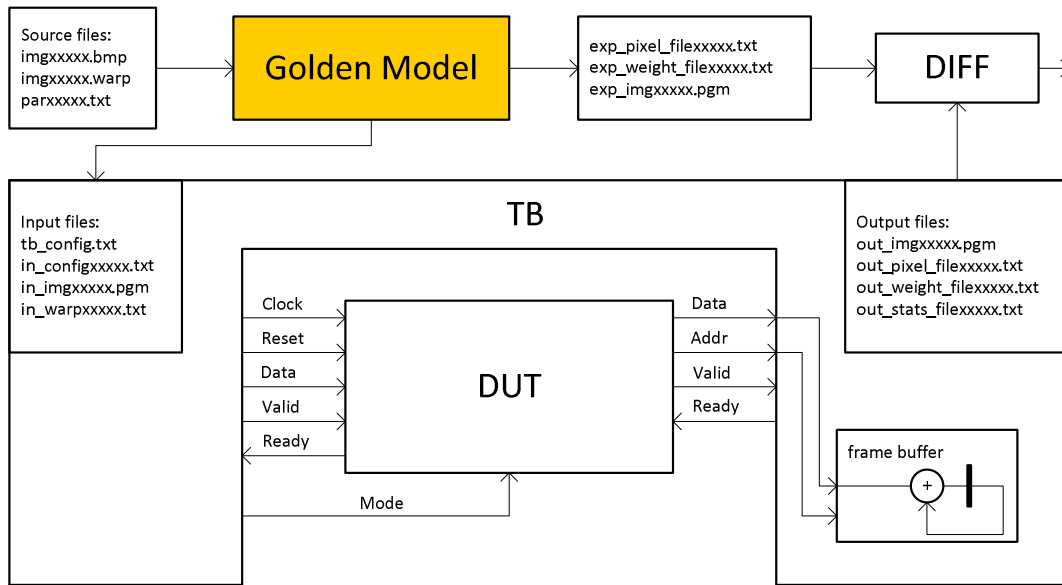 Source files:
imgxxxxx.bmp
imgxxxxx.warp
parxxxxx.txt
Golden Model
exp_pixel_filexxxxx.txt
exp_weight_filexxxxx.txt
exp_imgxxxxx.pgm
DIFF
TB
Input files:
tb_config.txt
in_configxxxxx.txt
in_imgxxxxx.pgm
in_warpxxxxx.txt
Output files:
out_imgxxxxx.pgm
out_pixel_filexxxxx.txt
out_weight_filexxxxx.txt
out_stats_filexxxxx.txt
Clock
Reset
Data
Valid
Ready
Mode
DUT
Data
Addr
Valid
Ready
frame buffer
+